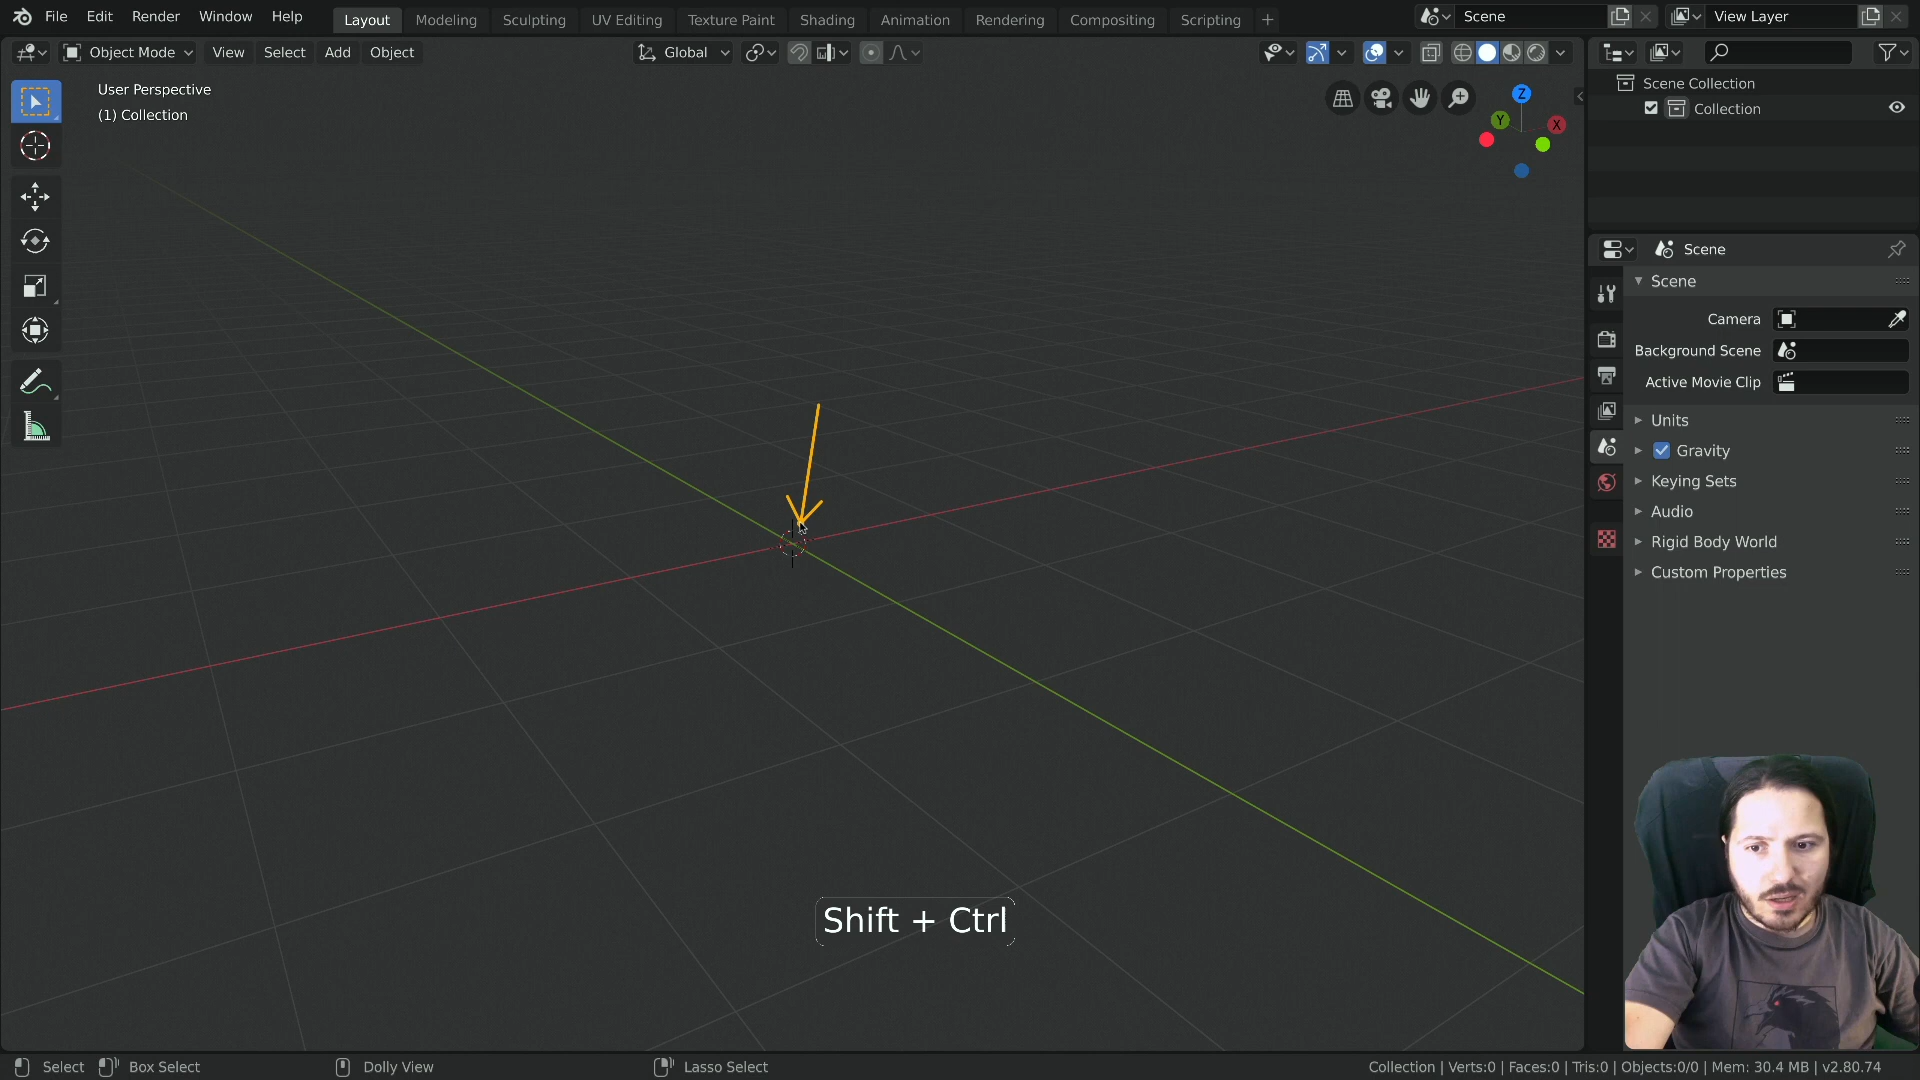 File Edit Render Window Help
Layout Modeling Sculpting UV Editing Texture Paint Shading Animation Rendering Compositing Scripting +
Scene
View Layer
Object Mode View Select Add Object
Global
User Perspective
(1) Collection
Z
Y
X
Scene Collection
Collection
Scene
Scene
Camera
Background Scene
Active Movie Clip
Units
Gravity
Keying Sets
Audio
Rigid Body World
Custom Properties
Shift + Ctrl
Select Box Select Dolly View Lasso Select
Collection | Verts:0 | Faces:0 | Tris:0 | Objects:0/0 | Mem: 30.4 MB | v2.80.74